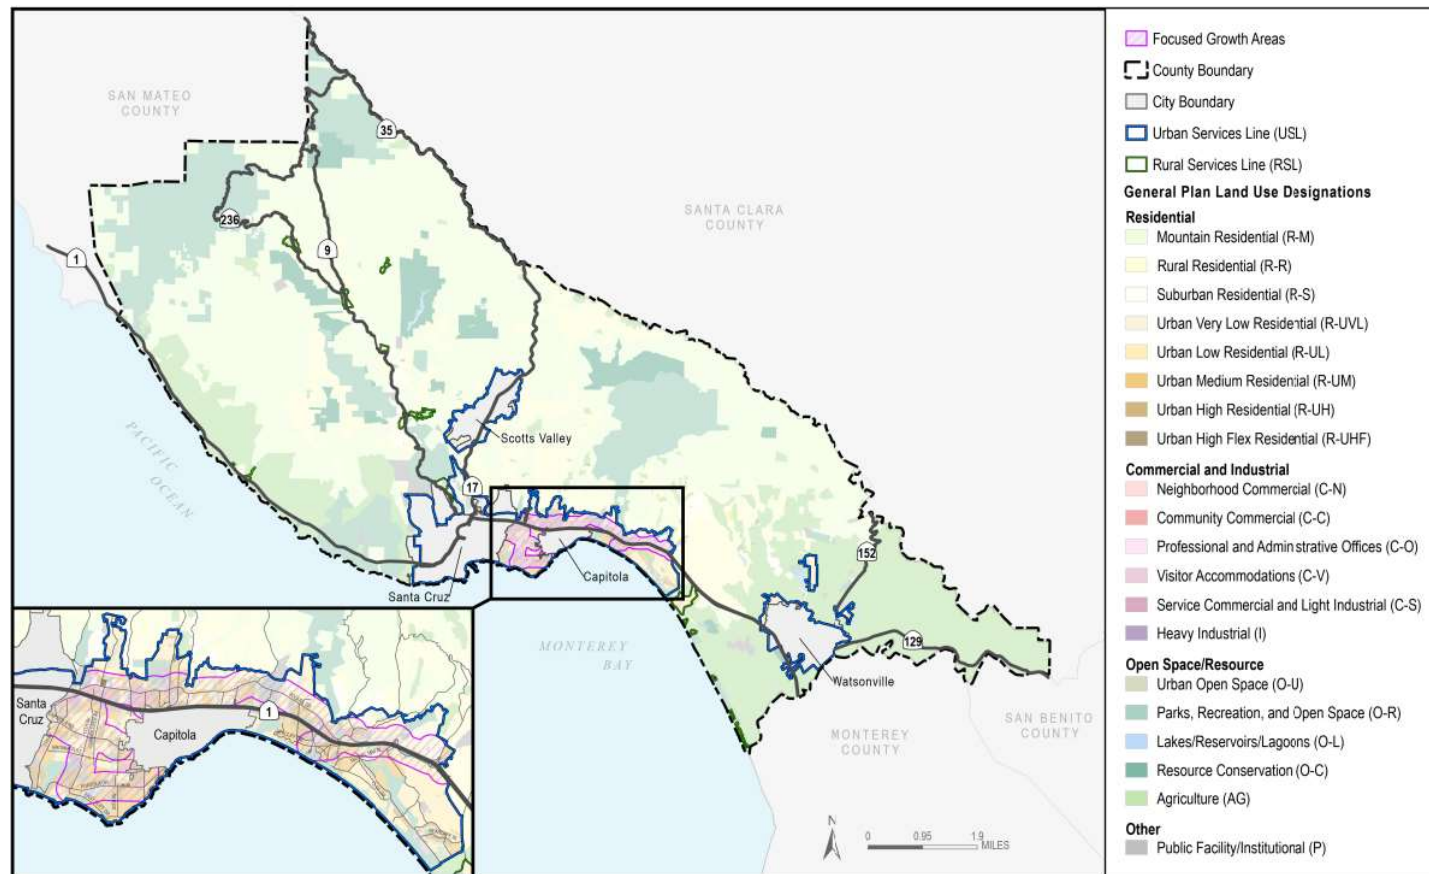 SAN MATEO
COUNTY
35
236
9
1
SANTA CLARA
COUNTY
PACIFIC
OCEAN
Scotts Valley
17
152
Capitola
Santa Cruz
MONTEREY
BAY
129
Watsonville
SAN BENITO
COUNTY
MONTEREY
COUNTY
Santa
Cruz
1
Capitola
N
0 0.95 1.9
MILES
Focused Growth Areas
County Boundary
City Boundary
Urban Services Line (USL)
Rural Services Line (RSL)
General Plan Land Use Designations
Residential
Mountain Residential (R-M)
Rural Residential (R-R)
Suburban Residential (R-S)
Urban Very Low Residential (R-UVL)
Urban Low Residential (R-UL)
Urban Medium Residential (R-UM)
Urban High Residential (R-UH)
Urban High Flex Residential (R-UHF)
Commercial and Industrial
Neighborhood Commercial (C-N)
Community Commercial (C-C)
Professional and Administrative Offices (C-O)
Visitor Accommodations (C-V)
Service Commercial and Light Industrial (C-S)
Heavy Industrial (I)
Open Space/Resource
Urban Open Space (O-U)
Parks, Recreation, and Open Space (O-R)
Lakes/Reservoirs/Lagoons (O-L)
Resource Conservation (O-C)
Agriculture (AG)
Other
Public Facility/Institutional (P)